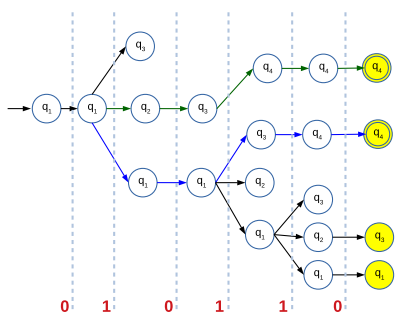 q₃
q₄ q₄ q₄
q₁ q₁ q₂ q₃
q₃ q₄ q₄
q₁ q₁ q₂
q₃
q₁ q₂ q₃
q₁ q₁
0 1 0 1 1 0